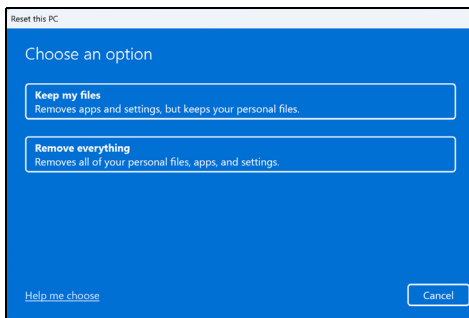 Reset this PC
Choose an option
Keep my files
Removes apps and settings, but keeps your personal files.
Remove everything
Removes all of your personal files, apps, and settings.
Help me choose
Cancel